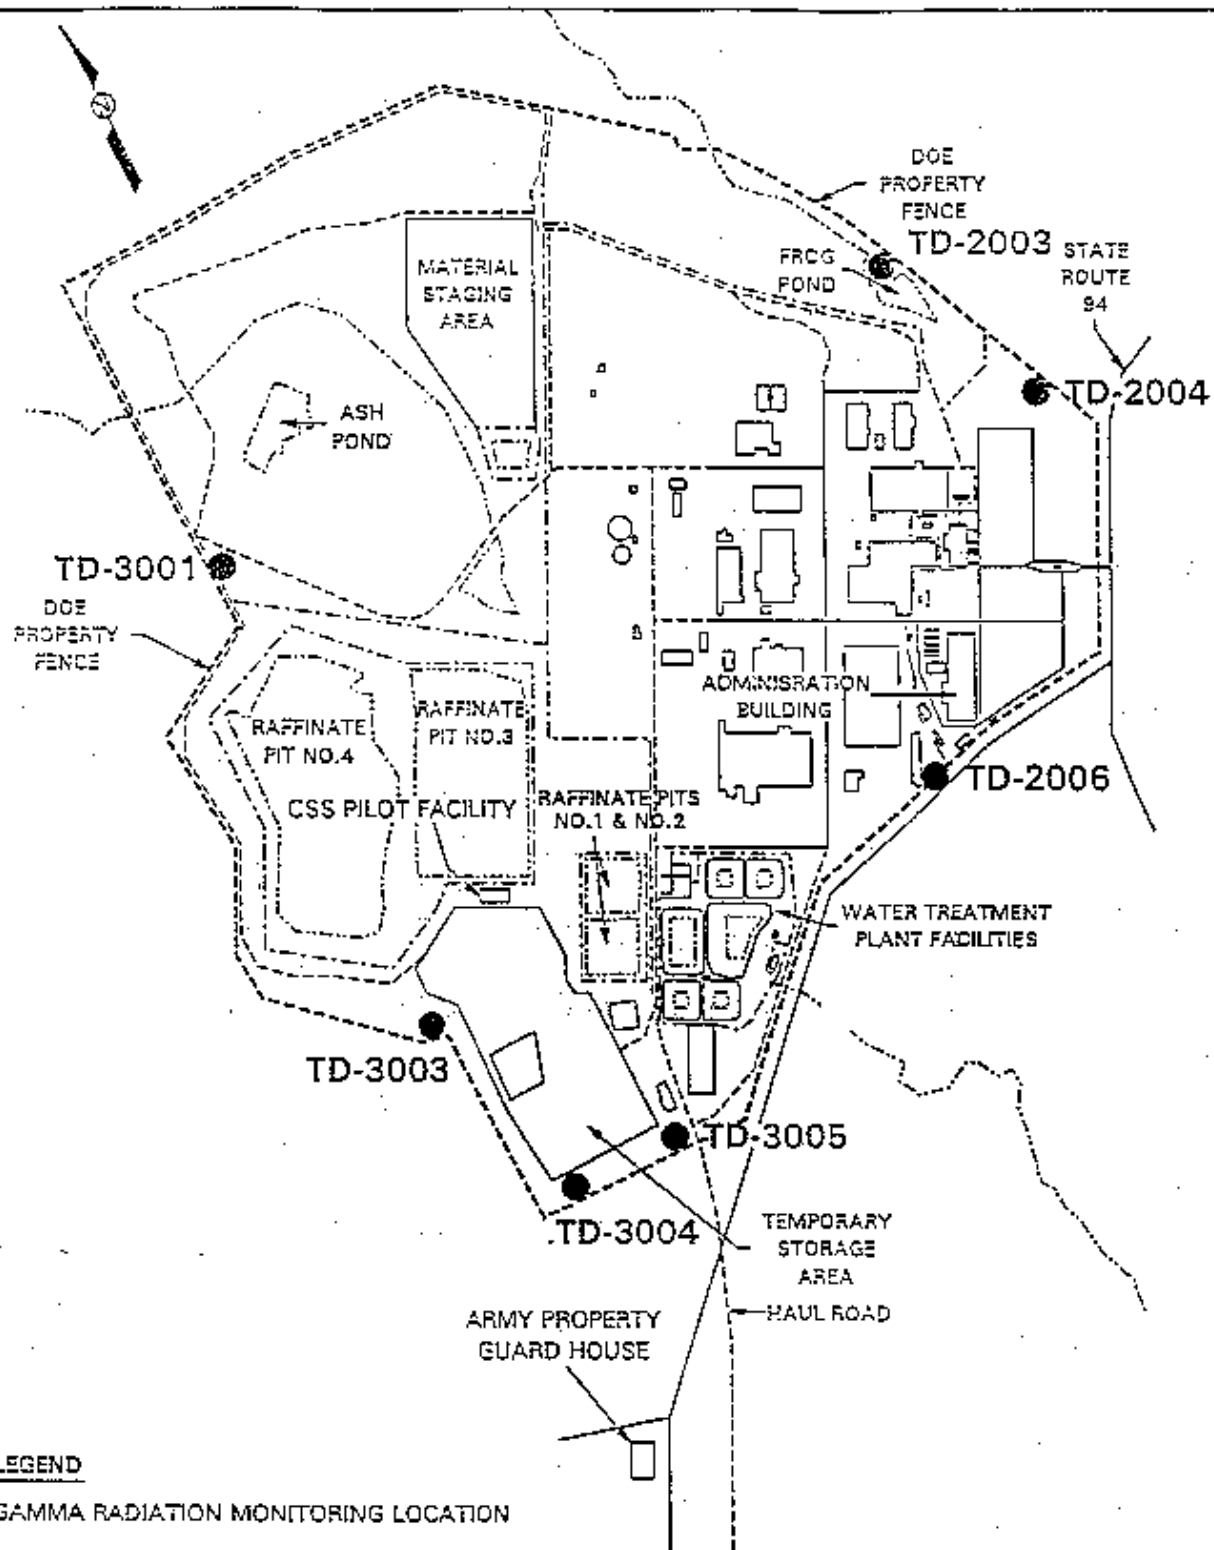 DOE
PROPERTY
FENCE
TD-2003
FROG
POND
STATE
ROUTE
94
MATERIAL
STAGING
AREA
TD-2004
ASH
POND
TD-3001
DOE
PROPERTY
FENCE
RAFFINATE
PIT NO.4
RAFFINATE
PIT NO.3
ADMINISRATION
BUILDING
CSS PILOT FACILITY
RAFFINATE PITS
NO.1 & NO.2
TD-2006
WATER TREATMENT
PLANT FACILITIES
TD-3003
TD-3005
TD-3004
TEMPORARY
STORAGE
AREA
HAUL ROAD
ARMY PROPERTY
GUARD HOUSE
LEGEND
GAMMA RADIATION MONITORING LOCATION